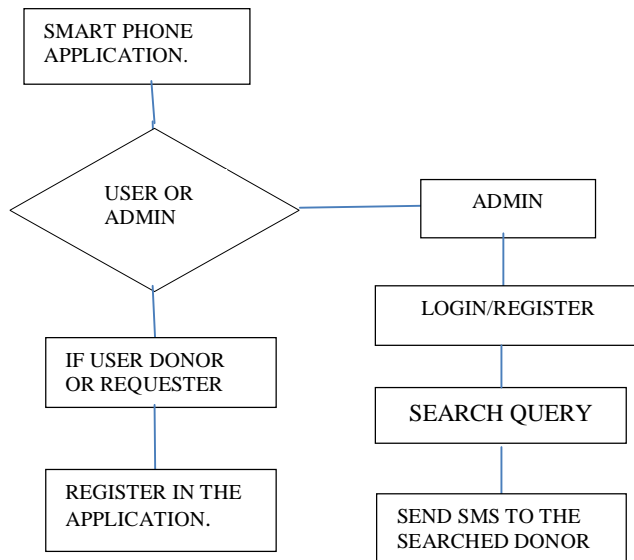 SMART PHONE
APPLICATION.
USER OR
ADMIN
ADMIN
LOGIN/REGISTER
IF USER DONOR
OR REQUESTER
SEARCH QUERY
REGISTER IN THE
APPLICATION.
SEND SMS TO THE
SEARCHED DONOR